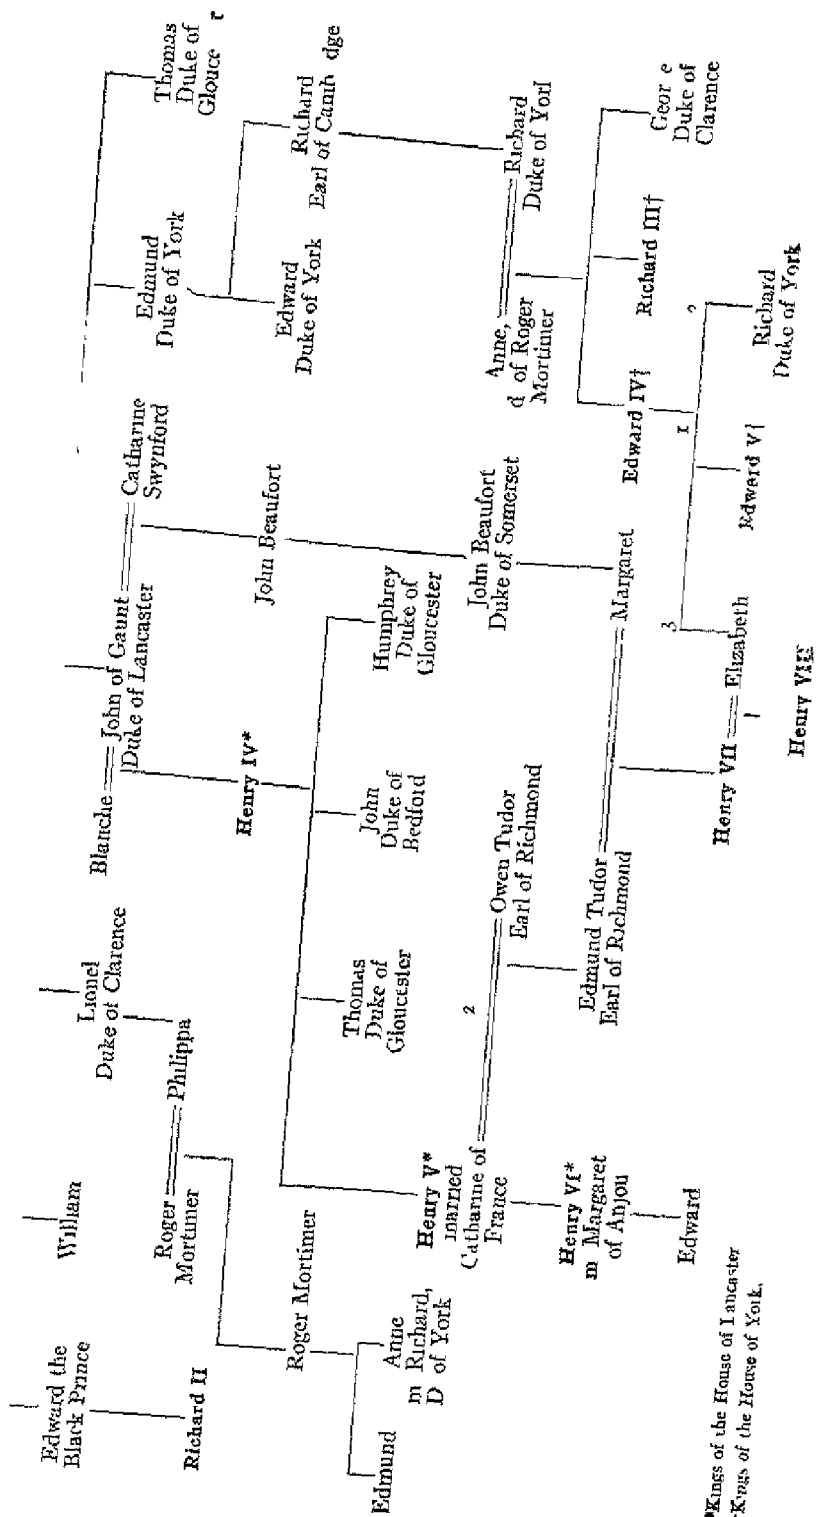 Edward the
Black Prince
William
Lionel
Duke of Clarence
Blanche
John of Gaunt
Duke of Lancaster
Catharine
Swynford
Edmund
Duke of York
Thomas
Duke of
Richard II
Roger
Mortimer
Philippa
Henry IV*
John Beaufort
Edward
Duke of York
Richard
Earl of Camb dge
Roger Mortimer
Edmund
Anne
m Richard,
D of York
Henry V*
married
Catharine of
France
Thomas
Duke of
Gloucester
John
Duke of
Bedford
Humphrey
Duke of
Gloucester
2
Owen Tudor
Earl of Richmond
John Beaufort
Duke of Somerset
Anne,
d of Roger
Mortimer
Richard
Duke of Yorl
Henry VI*
m Margaret
of Anjou
Edmund Tudor
Earl of Richmond
Margaret
Edward IV†
Richard III†
Geor e
Duke of
Clarence
Edward
3
1
Henry VII
Elizabeth
Edward V†
Richard
Duke of York
Henry VIII
*Kings of the House of Lancaster
Kings of the House of York.